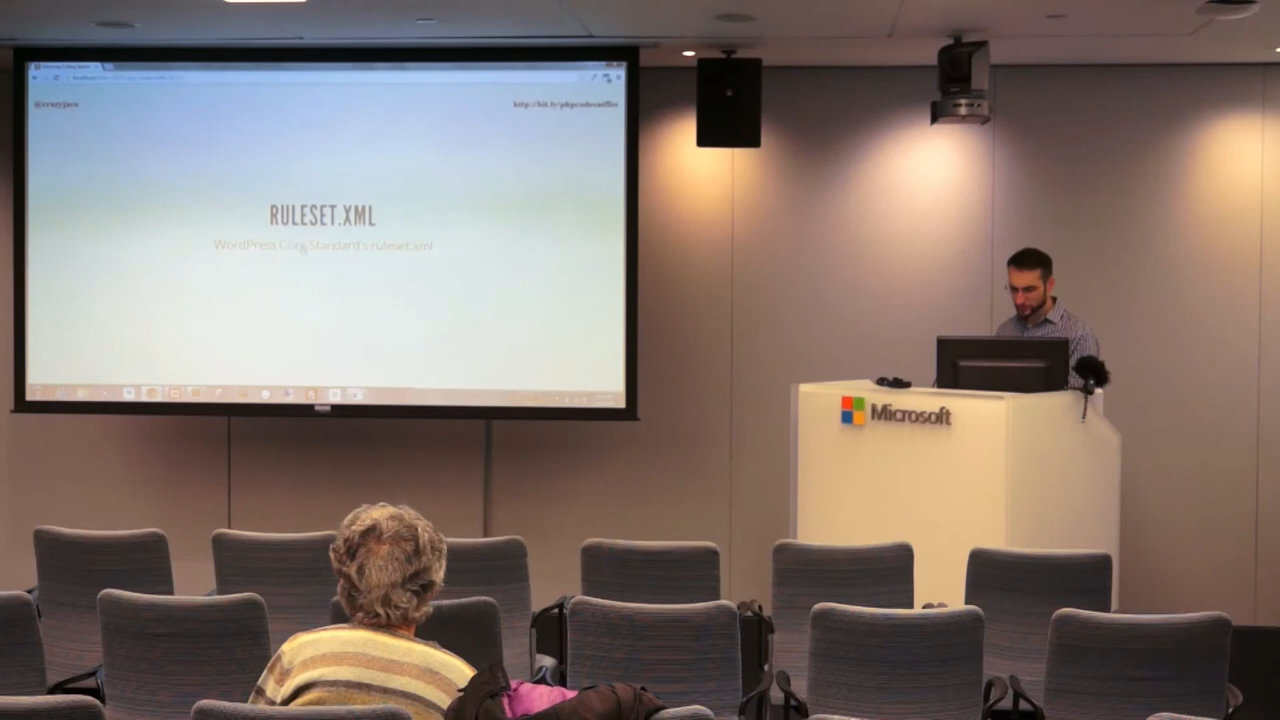 @crazyjaco
http://bit.ly/phpcodesniffer
RULESET.XML
WordPress Core Standard's ruleset.xml
Microsoft